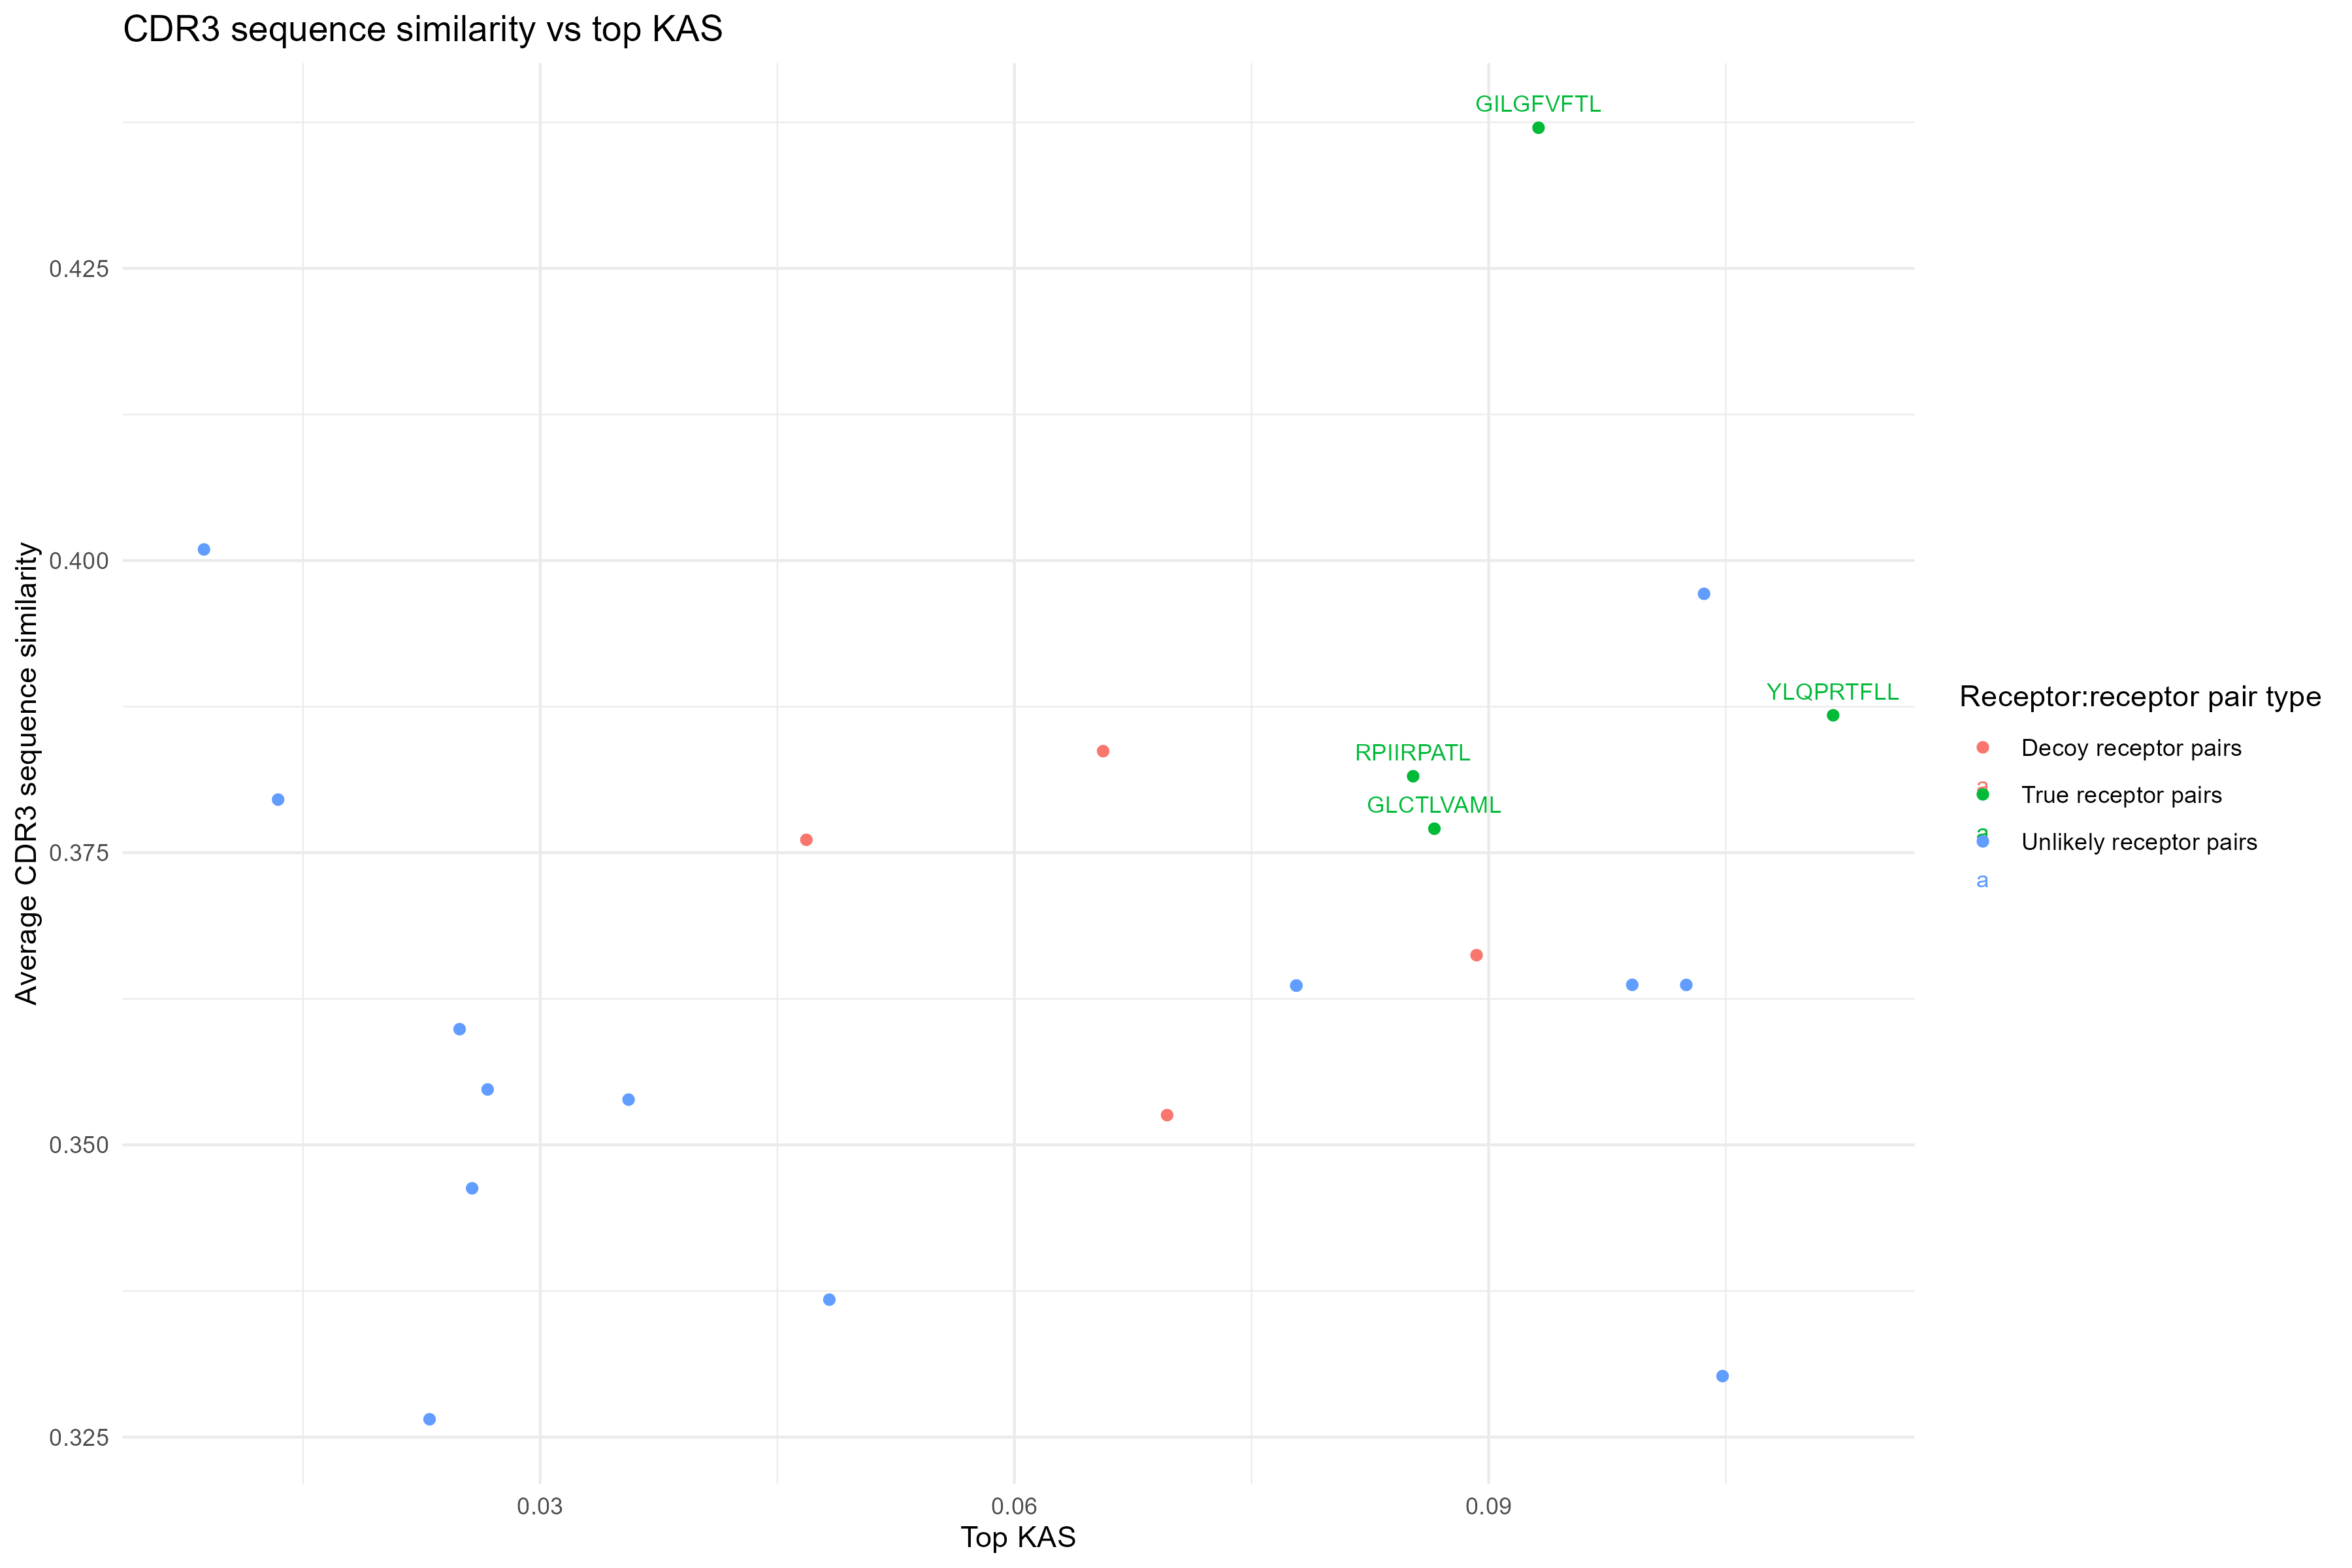 CDR3 sequence similarity vs top KAS
GILGFVFTL
YLQPRTFLL
RPIIRPATL
GLCTLVAML
0.425
0.400
0.375
0.350
0.325
Average CDR3 sequence similarity
0.03 0.06 0.09
Top KAS
Receptor:receptor pair type
Decoy receptor pairs
a
True receptor pairs
a
Unlikely receptor pairs
a